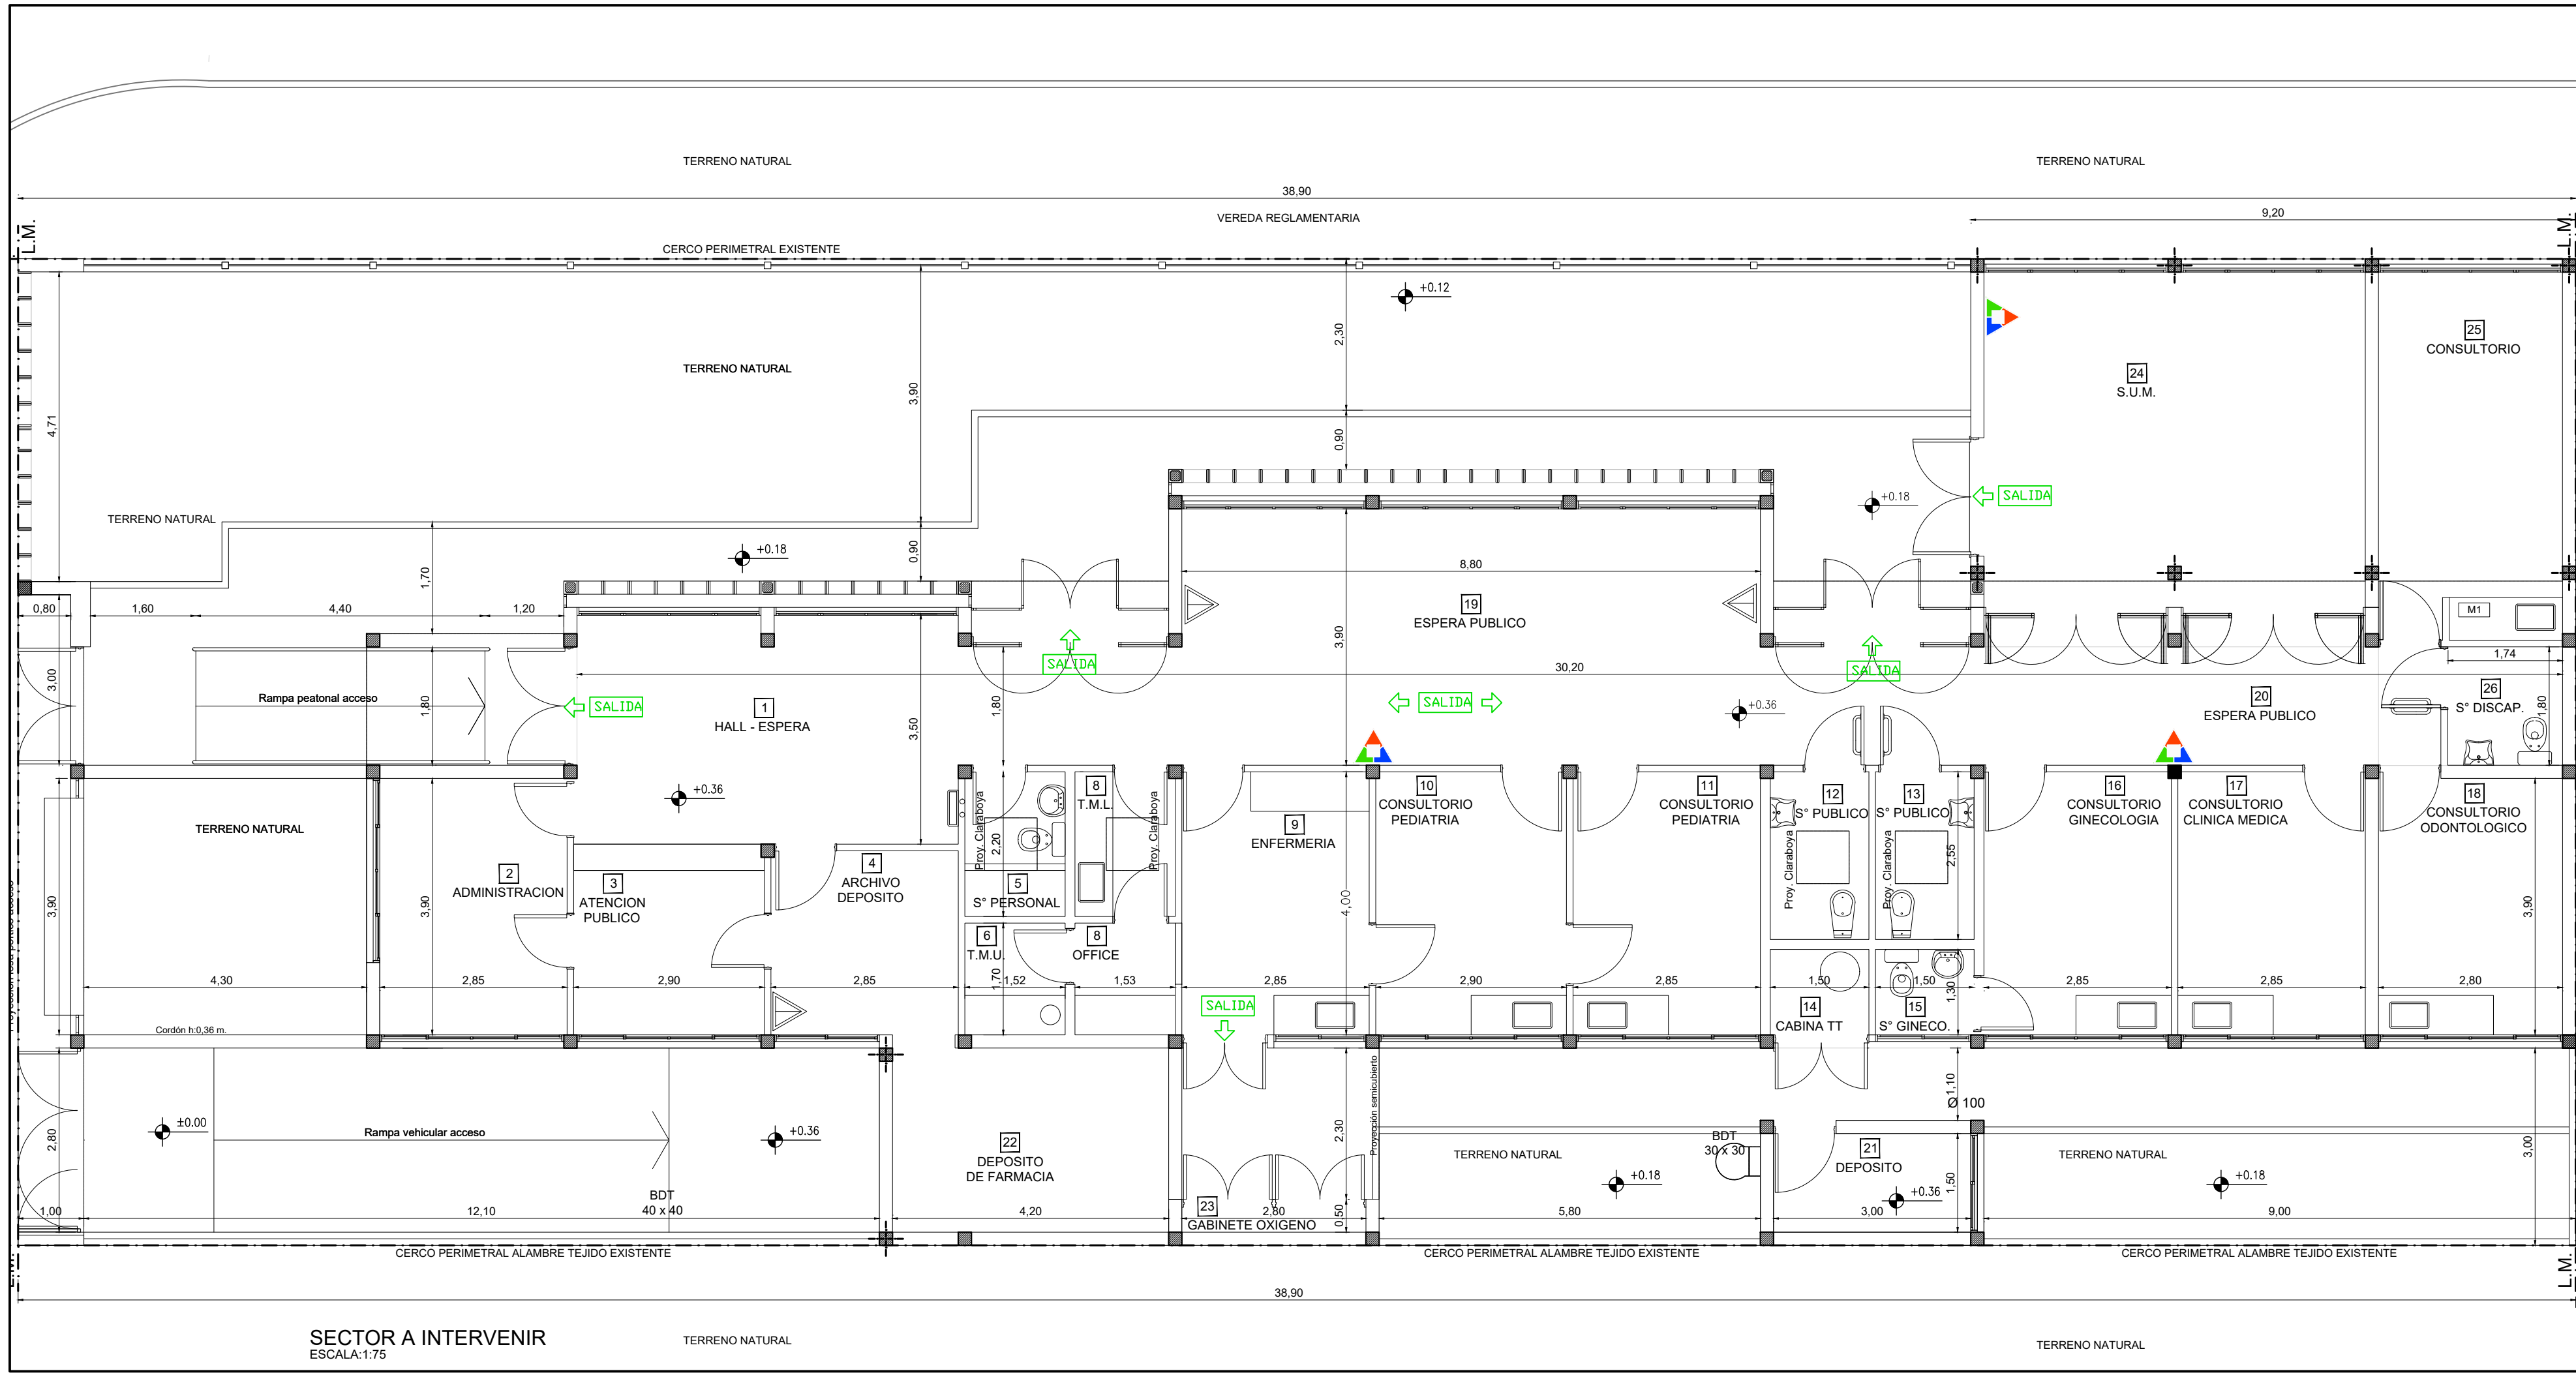 TERRENO NATURAL
TERRENO NATURAL
38,90
9,20
VEREDA REGLAMENTARIA
L.M.
L.M.
CERCO PERIMETRAL EXISTENTE
+0.12
2,30
25
CONSULTORIO
TERRENO NATURAL
24
S.U.M.
3,90
4,71
0,90
+0.18
SALIDA
TERRENO NATURAL
+0.18
0,90
1,70
8,80
0,80
1,60
4,40
1,20
19
ESPERA PUBLICO
M1
3,90
SALIDA
SALIDA
30,20
1,74
3,00
Rampa peatonal acceso
1,80
SALIDA
1
HALL - ESPERA
1,80
3,50
SALIDA
+0.36
20
ESPERA PUBLICO
26
S° DISCAP.
1,80
+0.36
8
T.M.L.
10
CONSULTORIO
PEDIATRIA
11
CONSULTORIO
PEDIATRIA
12
S° PUBLICO
13
S° PUBLICO
16
CONSULTORIO
GINECOLOGIA
17
CONSULTORIO
CLINICA MEDICA
18
CONSULTORIO
ODONTOLOGICO
TERRENO NATURAL
Proy. Claraboya
2,20
Proy. Claraboya
9
ENFERMERIA
Proy. Claraboya
Proy. Claraboya
2,55
2
ADMINISTRACION
3
ATENCION
PUBLICO
4
ARCHIVO
DEPOSITO
5
S° PERSONAL
3,90
3,90
4,00
3,90
6
T.M.U.
8
OFFICE
4,30
2,85
2,90
2,85
1,52
1,70
1,53
2,85
2,90
2,85
1,50
1,50
1,30
2,85
2,85
2,80
SALIDA
14
CABINA TT
15
S° GINECO.
Cordón h:0,36 m.
Proyección semicubierto
1,10
Ø 100
±0.00
Rampa vehicular acceso
+0.36
2,80
22
DEPOSITO
DE FARMACIA
2,30
TERRENO NATURAL
BDT
30 x 30
21
DEPOSITO
TERRENO NATURAL
3,00
+0.18
+0.36
1,50
+0.18
BDT
40 x 40
1,00
12,10
4,20
23
GABINETE OXIGENO
2,80
0,50
5,80
3,00
9,00
CERCO PERIMETRAL ALAMBRE TEJIDO EXISTENTE
CERCO PERIMETRAL ALAMBRE TEJIDO EXISTENTE
CERCO PERIMETRAL ALAMBRE TEJIDO EXISTENTE
L.M.
L.M.
38,90
SECTOR A INTERVENIR
ESCALA:1:75
TERRENO NATURAL
TERRENO NATURAL